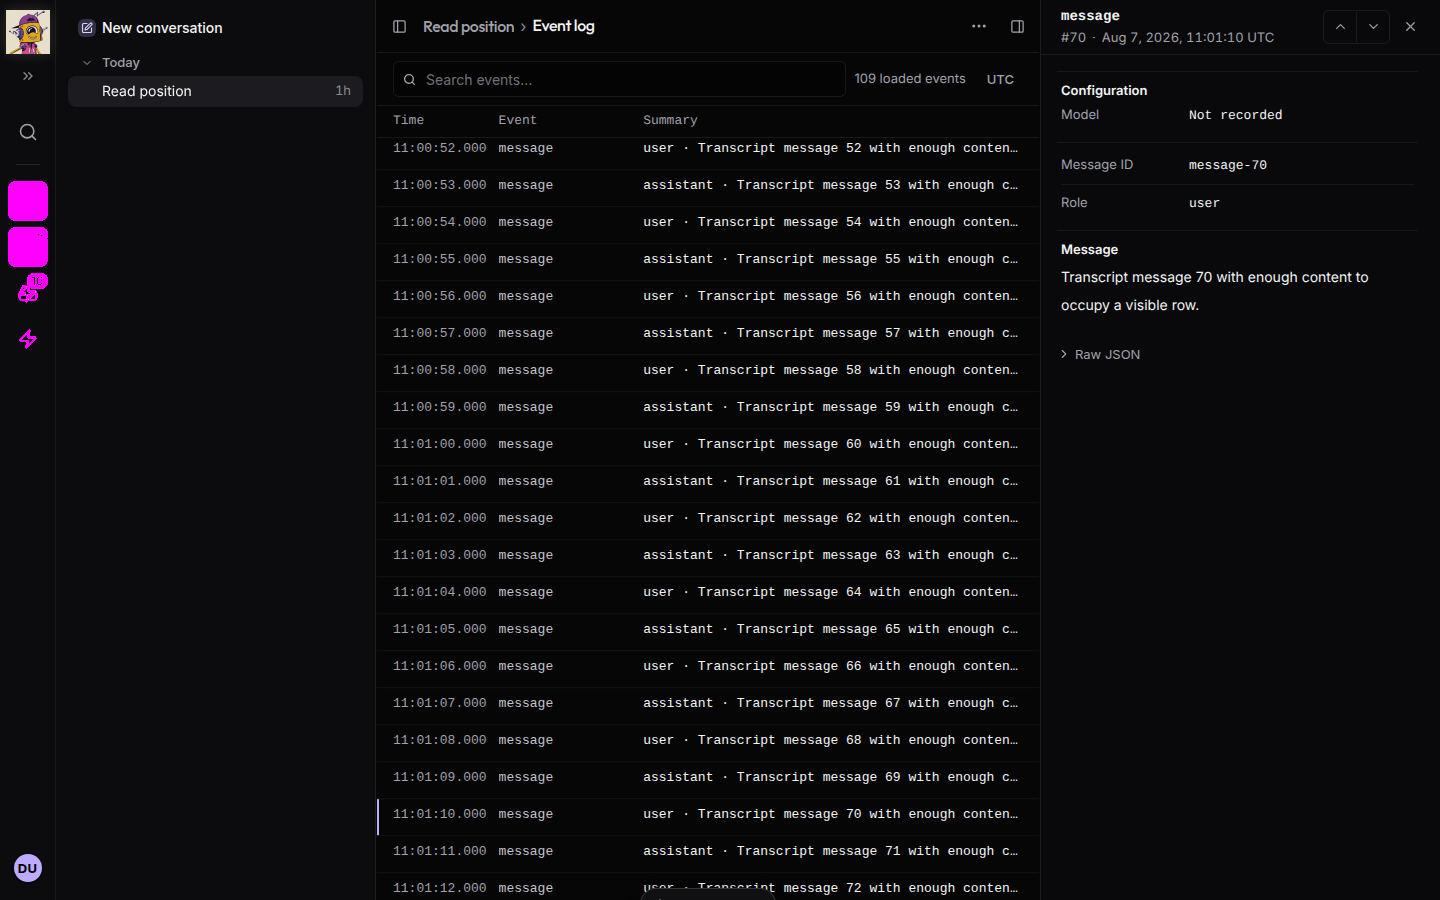 New conversation
Today
Read position 1h
DU
Read position › Event log
Search events...
109 loaded events UTC
Time Event Summary
11:00:52.000 message user · Transcript message 52 with enough conten…
11:00:53.000 message assistant · Transcript message 53 with enough c…
11:00:54.000 message user · Transcript message 54 with enough conten…
11:00:55.000 message assistant · Transcript message 55 with enough c…
11:00:56.000 message user · Transcript message 56 with enough conten…
11:00:57.000 message assistant · Transcript message 57 with enough c…
11:00:58.000 message user · Transcript message 58 with enough conten…
11:00:59.000 message assistant · Transcript message 59 with enough c…
11:01:00.000 message user · Transcript message 60 with enough conten…
11:01:01.000 message assistant · Transcript message 61 with enough c…
11:01:02.000 message user · Transcript message 62 with enough conten…
11:01:03.000 message assistant · Transcript message 63 with enough c…
11:01:04.000 message user · Transcript message 64 with enough conten…
11:01:05.000 message assistant · Transcript message 65 with enough c…
11:01:06.000 message user · Transcript message 66 with enough conten…
11:01:07.000 message assistant · Transcript message 67 with enough c…
11:01:08.000 message user · Transcript message 68 with enough conten…
11:01:09.000 message assistant · Transcript message 69 with enough c…
11:01:10.000 message user · Transcript message 70 with enough conten…
11:01:11.000 message assistant · Transcript message 71 with enough c…
11:01:12.000 message user · Transcript message 72 with enough conten…
message
#70 · Aug 7, 2026, 11:01:10 UTC
Configuration
Model Not recorded
Message ID message-70
Role user
Message
Transcript message 70 with enough content to
occupy a visible row.
Raw JSON